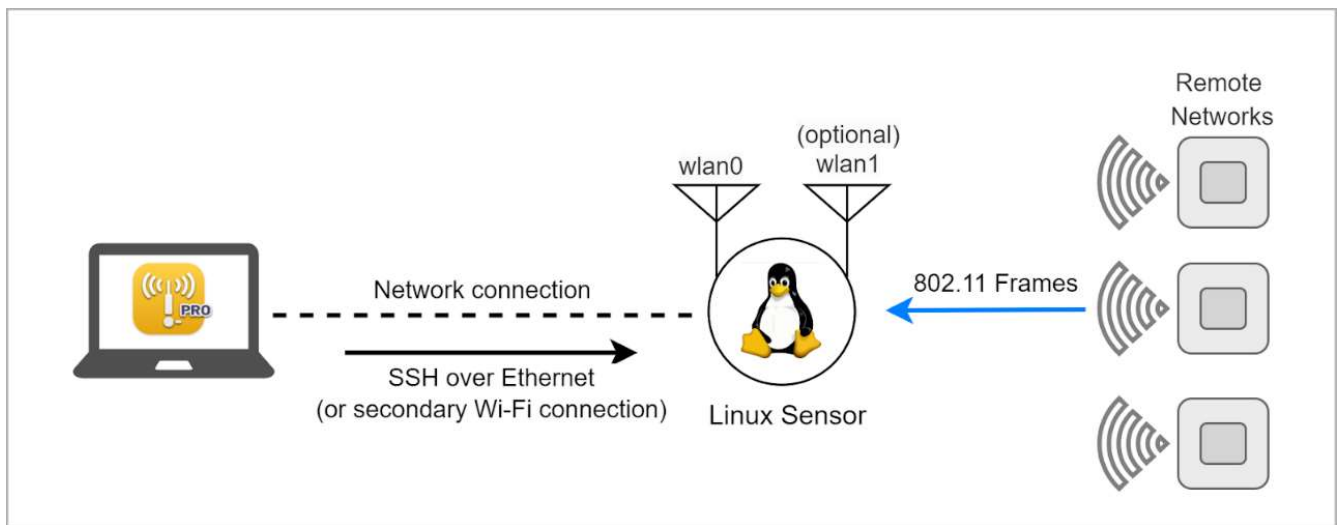 Remote
Networks
(optional)
wlan0
wlan1
PRO
Network connection
802.11 Frames
SSH over Ethernet
(or secondary Wi-Fi connection)
Linux Sensor